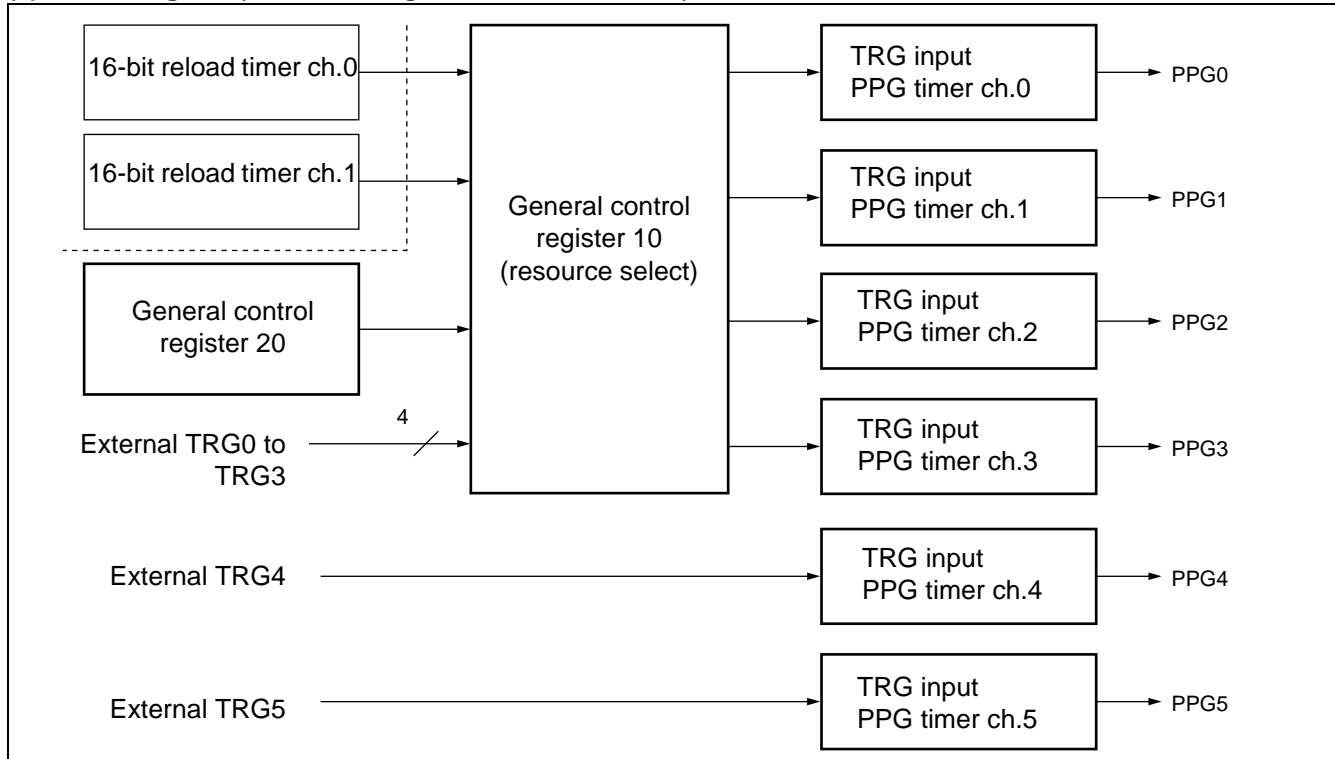 16-bit reload timer ch.0
16-bit reload timer ch.1
General control
register 20
External TRG0 to
TRG3
4
General control
register 10
(resource select)
TRG input
PPG timer ch.0
PPG0
TRG input
PPG timer ch.1
PPG1
TRG input
PPG timer ch.2
PPG2
TRG input
PPG timer ch.3
PPG3
External TRG4
TRG input
PPG timer ch.4
PPG4
External TRG5
TRG input
PPG timer ch.5
PPG5